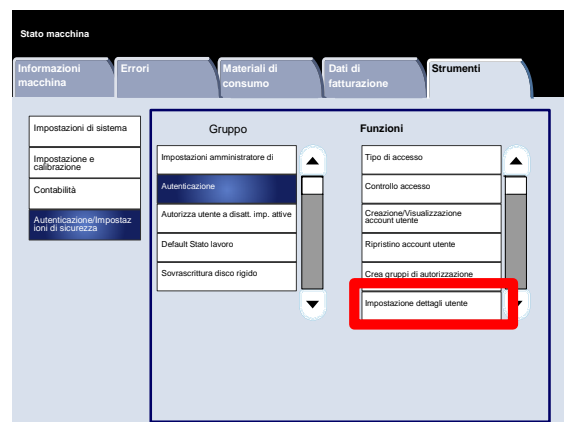 Stato macchina
Informazioni
macchina
Errori
Materiali di
consumo
Dati di
fatturazione
Strumenti
Impostazioni di sistema
Impostazione e
calibrazione
Contabilità
Autenticazione/Impostaz
ioni di sicurezza
Gruppo
Impostazioni amministratore di
Autenticazione
Autorizza utente a disatt. imp. attive
Default Stato lavoro
Sovrascrittura disco rigido
Funzioni
Tipo di accesso
Controllo accesso
Creazione/Visualizzazione
account utente
Ripristino account utente
Crea gruppi di autorizzazione
Impostazione dettagli utente